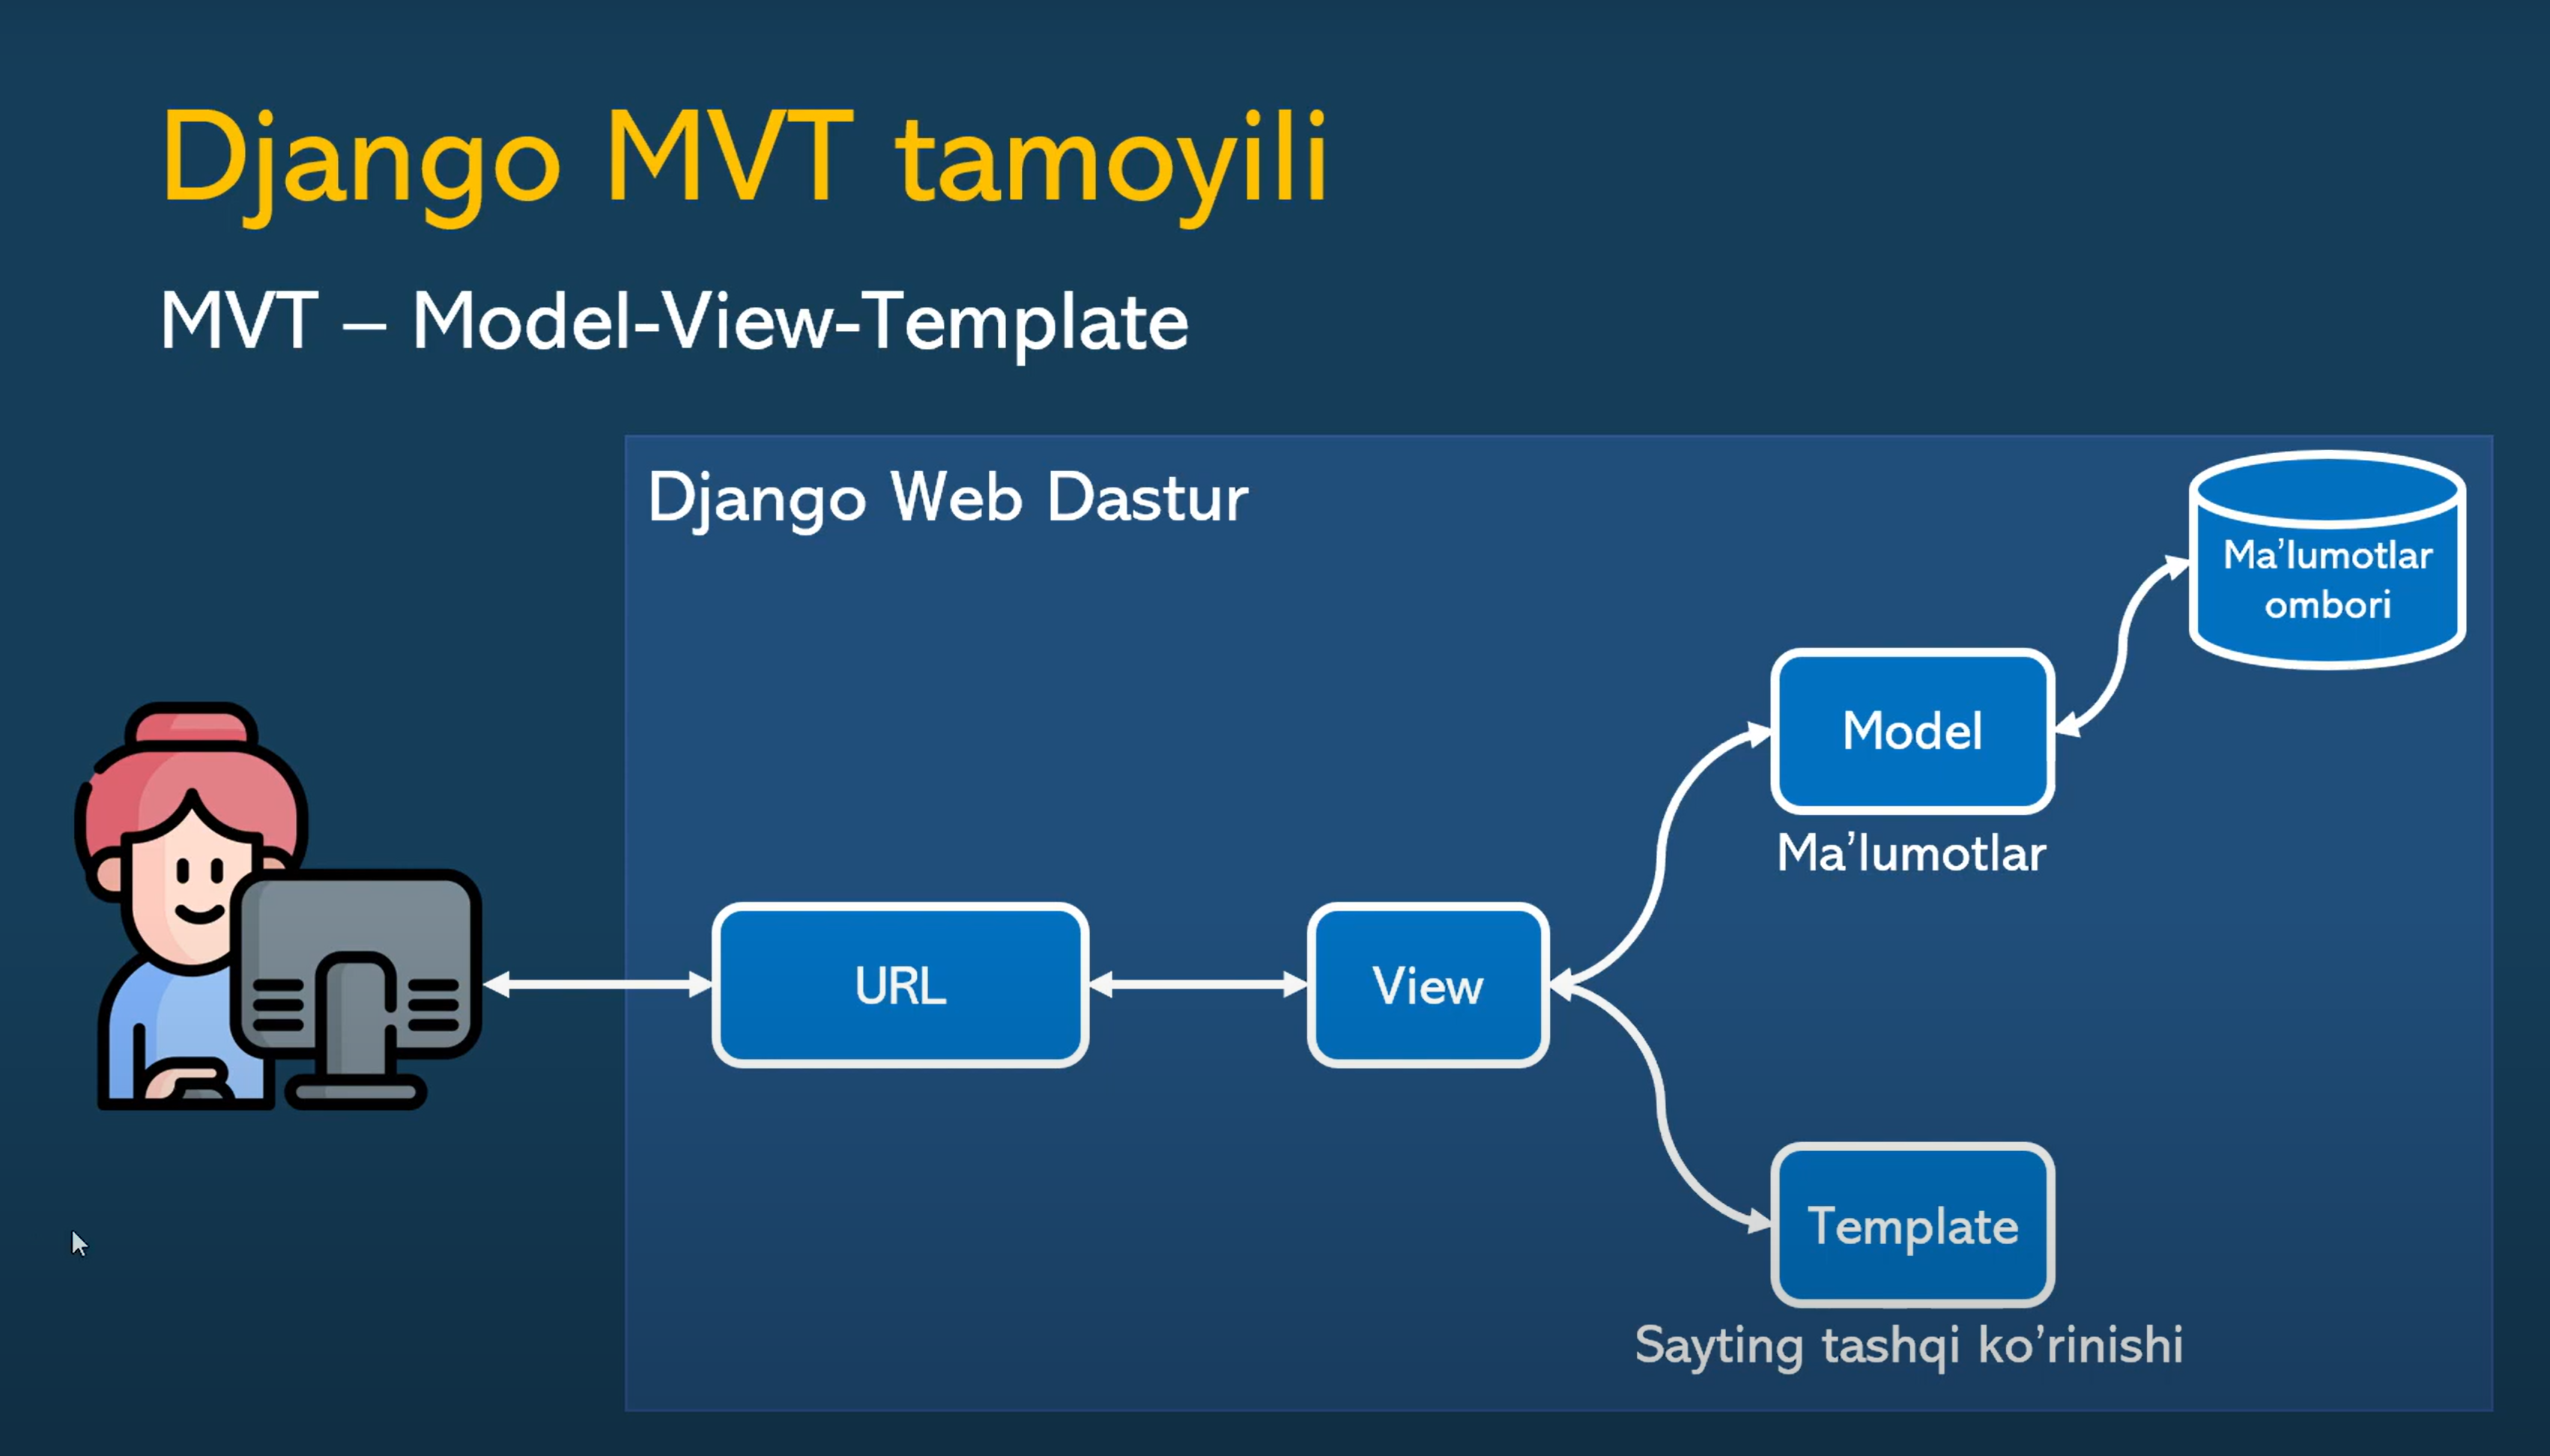 Django MVT tamoyili
MVT – Model-View-Template
Django Web Dastur
Ma’lumotlar
ombori
Model
Ma’lumotlar
URL
View
Template
Sayting tashqi ko’rinishi